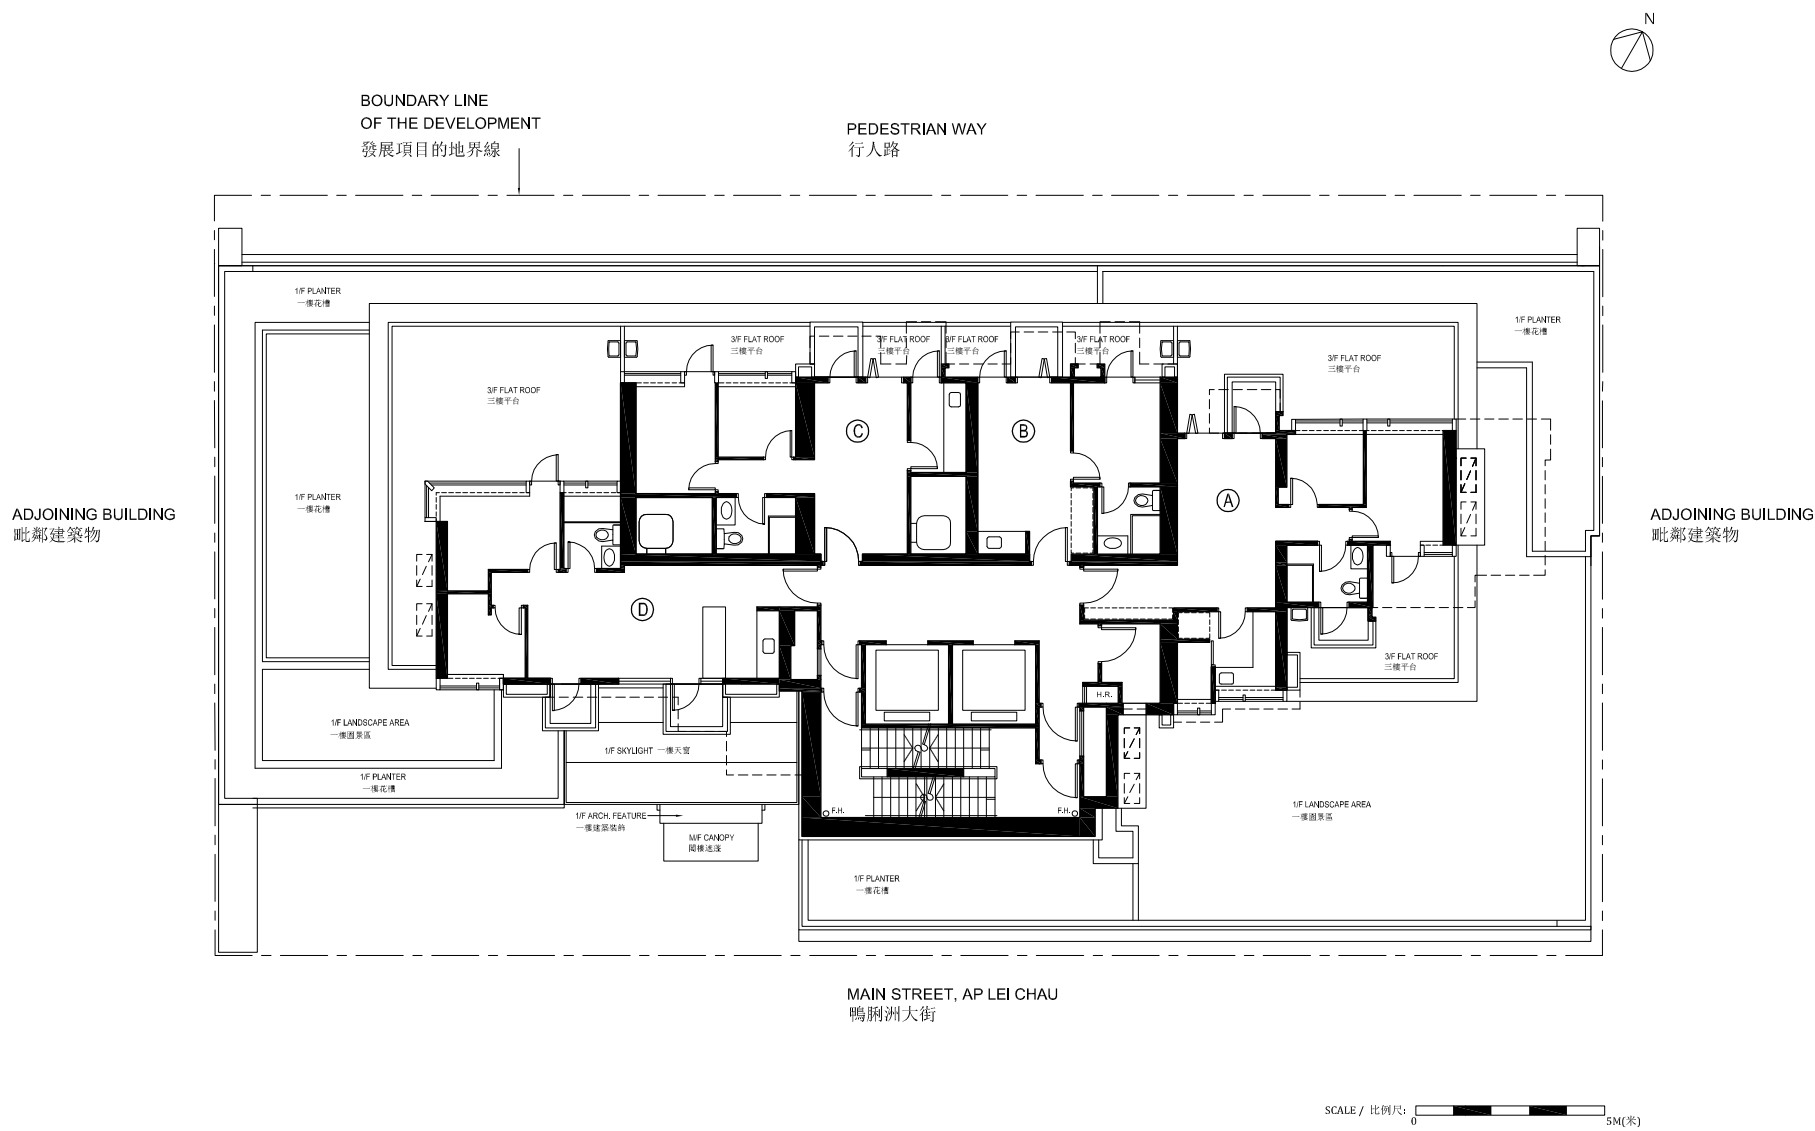 N
BOUNDARY LINE
OF THE DEVELOPMENT
發展項目的地界線
PEDESTRIAN WAY
行人路
1/F PLANTER
一樓花槽
1/F PLANTER
一樓花槽
3/F FLAT ROOF
三樓平台
3/F FLAT ROOF
三樓平台
3/F FLAT ROOF
三樓平台
3/F FLAT ROOF
三樓平台
3/F FLAT ROOF
三樓平台
3/F FLAT ROOF
三樓平台
C
B
A
1/F PLANTER
一樓花槽
ADJOINING BUILDING
毗鄰建築物
ADJOINING BUILDING
毗鄰建築物
D
3/F FLAT ROOF
三樓平台
H.R.
1/F LANDSCAPE AREA
一樓園景區
1/F SKYLIGHT 一樓天窗
1/F PLANTER
一樓花槽
1/F ARCH. FEATURE
一樓建築裝飾
F.H.
F.H.
1/F LANDSCAPE AREA
一樓園景區
M/F CANOPY
閣樓遮蓬
1/F PLANTER
一樓花槽
MAIN STREET, AP LEI CHAU
鴨脷洲大街
SCALE / 比例尺:
0
5M(米)